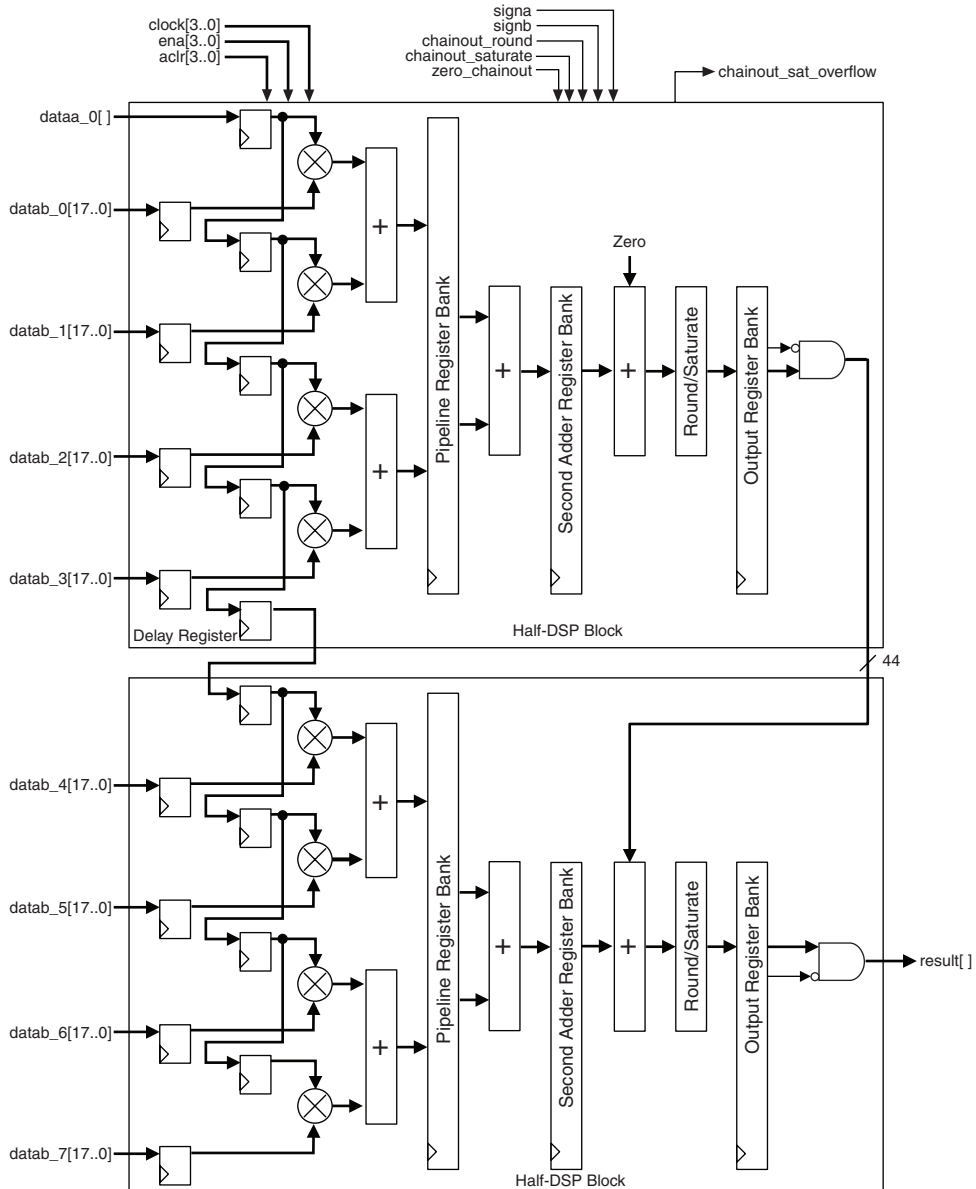 signa
signb
chainout_round
chainout_saturate
zero_chainout
clock[3..0]
ena[3..0]
aclr[3..0]
chainout_sat_overflow
dataa_0[ ]
datab_0[17..0]
datab_1[17..0]
datab_2[17..0]
datab_3[17..0]
+
+
Pipeline Register Bank
+
Second Adder Register Bank
Zero
+
Round/Saturate
Output Register Bank
Delay Register
Half-DSP Block
44
datab_4[17..0]
datab_5[17..0]
datab_6[17..0]
datab_7[17..0]
+
+
Pipeline Register Bank
+
Second Adder Register Bank
+
Round/Saturate
Output Register Bank
result[ ]
Half-DSP Block